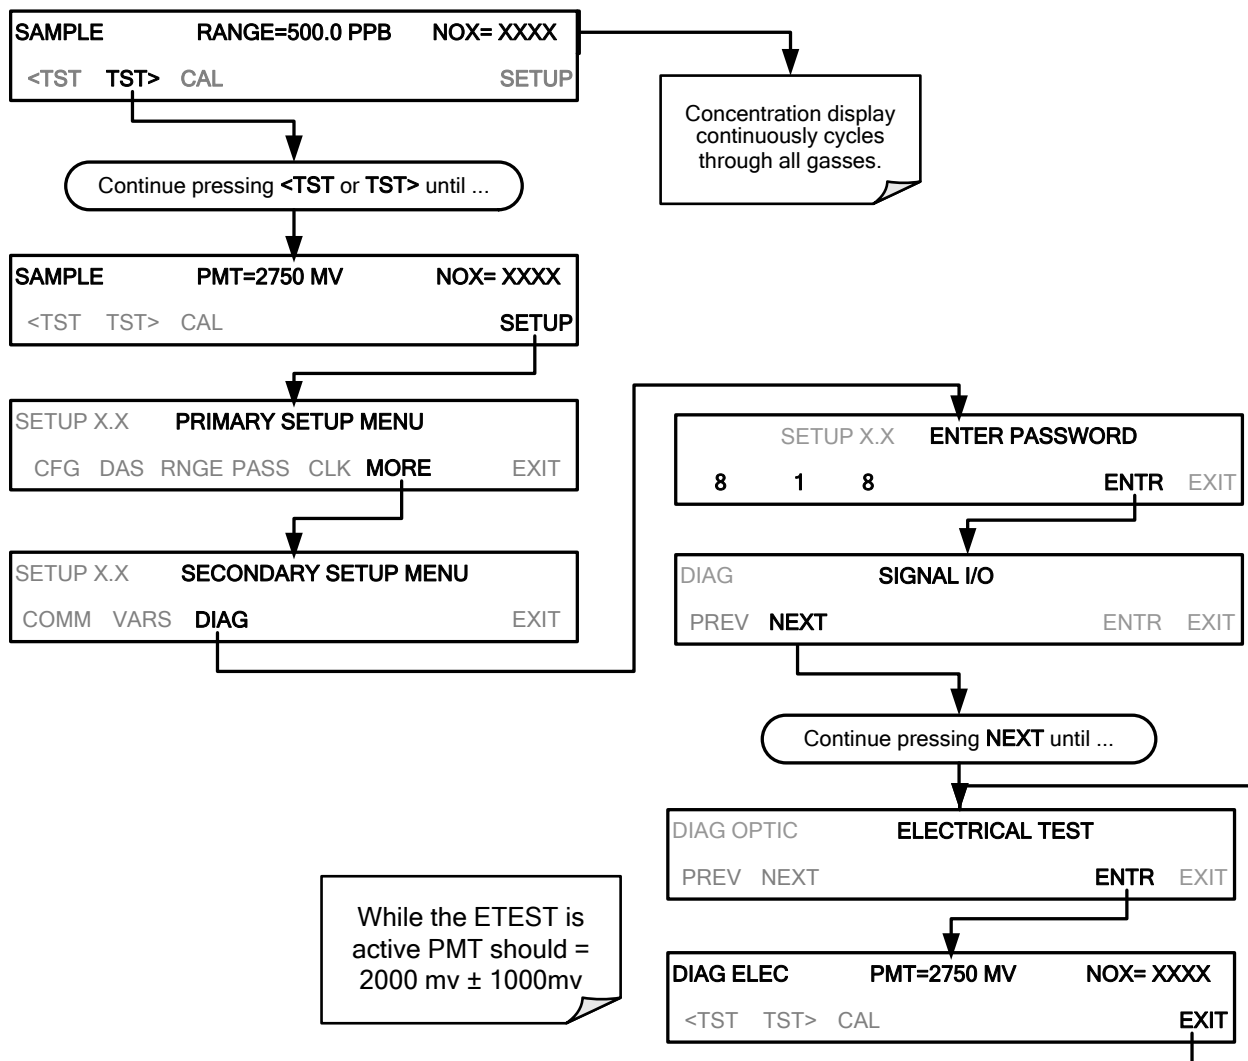 SAMPLE RANGE=500.0 PPB NOX= XXXX
<TST TST> CAL SETUP
Concentration display
continuously cycles
through all gasses.
Continue pressing <TST or TST> until ...
SAMPLE PMT=2750 MV NOX= XXXX
<TST TST> CAL SETUP
SETUP X.X PRIMARY SETUP MENU
CFG DAS RNGE PASS CLK MORE EXIT
SETUP X.X SECONDARY SETUP MENU
COMM VARS DIAG EXIT
SETUP X.X ENTER PASSWORD
8 1 8 ENTR EXIT
DIAG SIGNAL I/O
PREV NEXT ENTR EXIT
Continue pressing NEXT until ...
DIAG OPTIC ELECTRICAL TEST
PREV NEXT ENTR EXIT
While the ETEST is
active PMT should =
2000 mv ± 1000mv
DIAG ELEC PMT=2750 MV NOX= XXXX
<TST TST> CAL EXIT